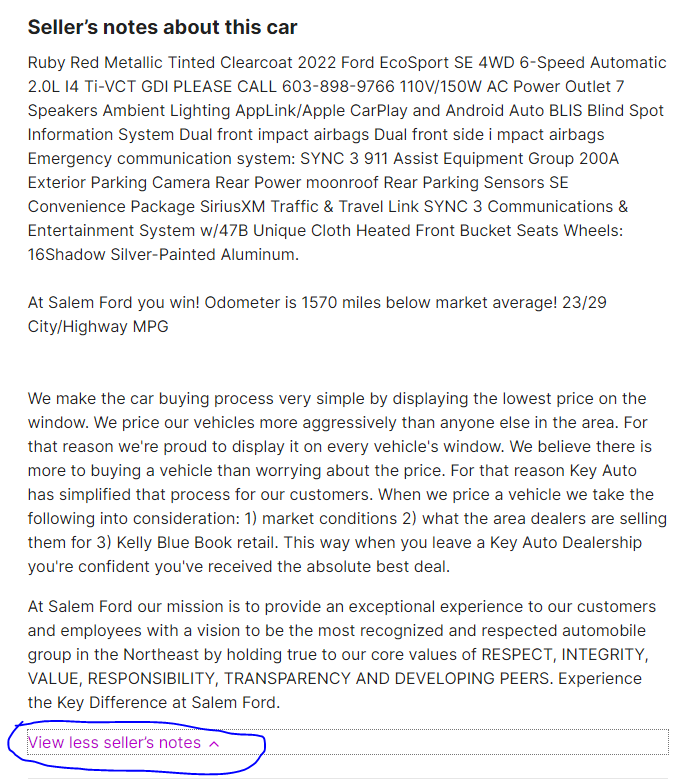 Seller’s notes about this car
Ruby Red Metallic Tinted Clearcoat 2022 Ford EcoSport SE 4WD 6-Speed Automatic
2.0L I4 Ti-VCT GDI PLEASE CALL 603-898-9766 110V/150W AC Power Outlet 7
Speakers Ambient Lighting AppLink/Apple CarPlay and Android Auto BLIS Blind Spot
Information System Dual front impact airbags Dual front side i mpact airbags
Emergency communication system: SYNC 3 911 Assist Equipment Group 200A
Exterior Parking Camera Rear Power moonroof Rear Parking Sensors SE
Convenience Package SiriusXM Traffic & Travel Link SYNC 3 Communications &
Entertainment System w/47B Unique Cloth Heated Front Bucket Seats Wheels:
16Shadow Silver-Painted Aluminum.
At Salem Ford you win! Odometer is 1570 miles below market average! 23/29
City/Highway MPG
We make the car buying process very simple by displaying the lowest price on the
window. We price our vehicles more aggressively than anyone else in the area. For
that reason we're proud to display it on every vehicle's window. We believe there is
more to buying a vehicle than worrying about the price. For that reason Key Auto
has simplified that process for our customers. When we price a vehicle we take the
following into consideration: 1) market conditions 2) what the area dealers are selling
them for 3) Kelly Blue Book retail. This way when you leave a Key Auto Dealership
you're confident you've received the absolute best deal.
At Salem Ford our mission is to provide an exceptional experience to our customers
and employees with a vision to be the most recognized and respected automobile
group in the Northeast by holding true to our core values of RESPECT, INTEGRITY,
VALUE, RESPONSIBILITY, TRANSPARENCY AND DEVELOPING PEERS. Experience
the Key Difference at Salem Ford.
View less seller’s notes